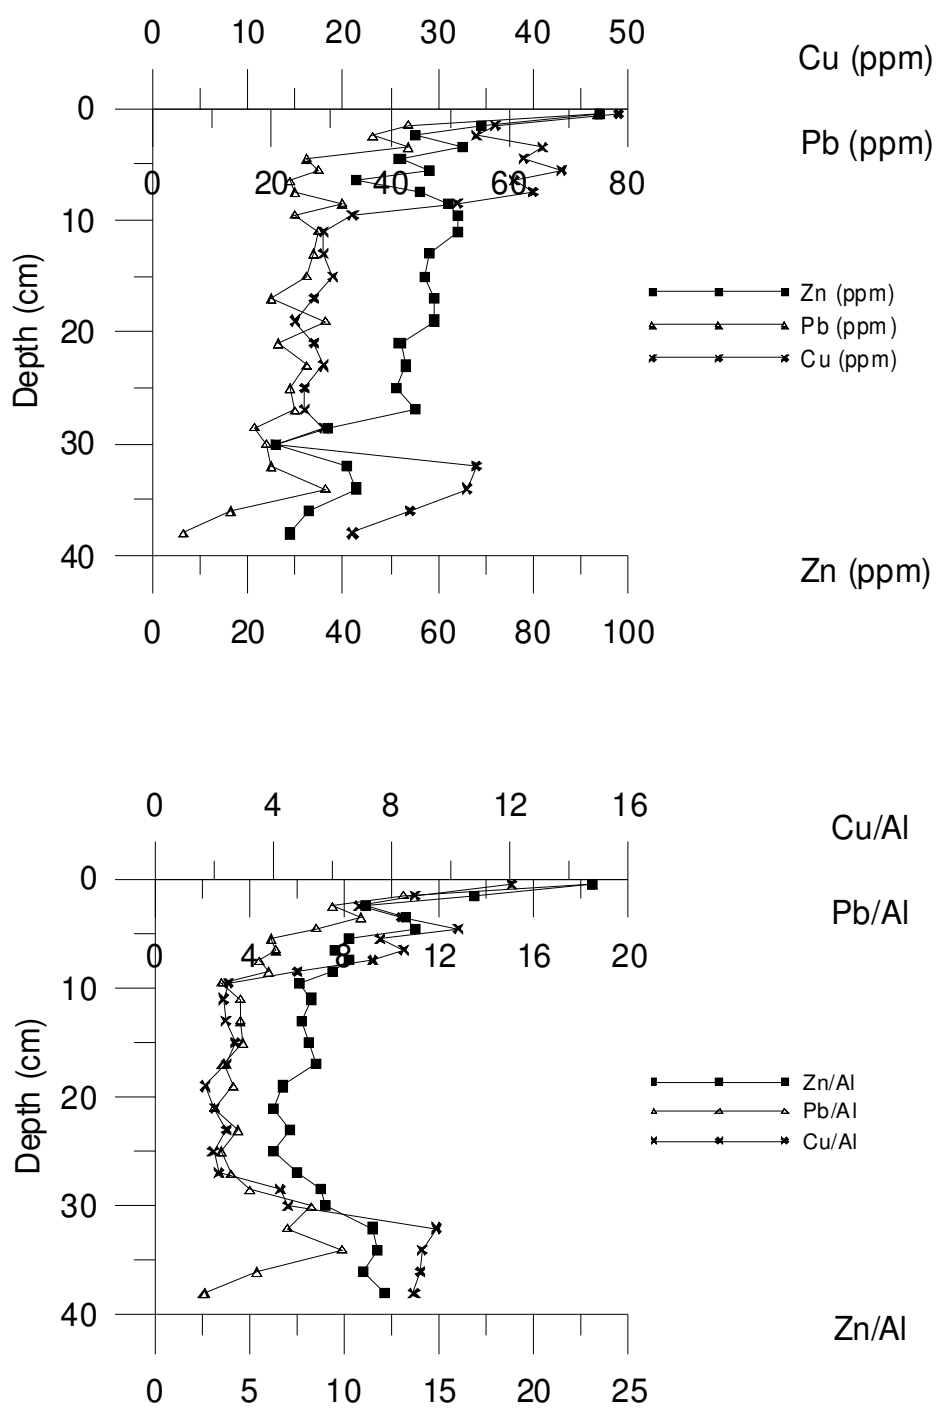 0 10 20 30 40 50
Cu (ppm)
0
Pb (ppm)
0 20 40 60 80
10
Depth (cm)
20
30
40
Zn (ppm)
Pb (ppm)
Cu (ppm)
Zn (ppm)
0 20 40 60 80 100
0 4 8 12 16
Cu/Al
0
Pb/Al
0 4 8 12 16 20
10
Depth (cm)
20
30
40
Zn/Al
Pb/Al
Cu/Al
Zn/Al
0 5 10 15 20 25